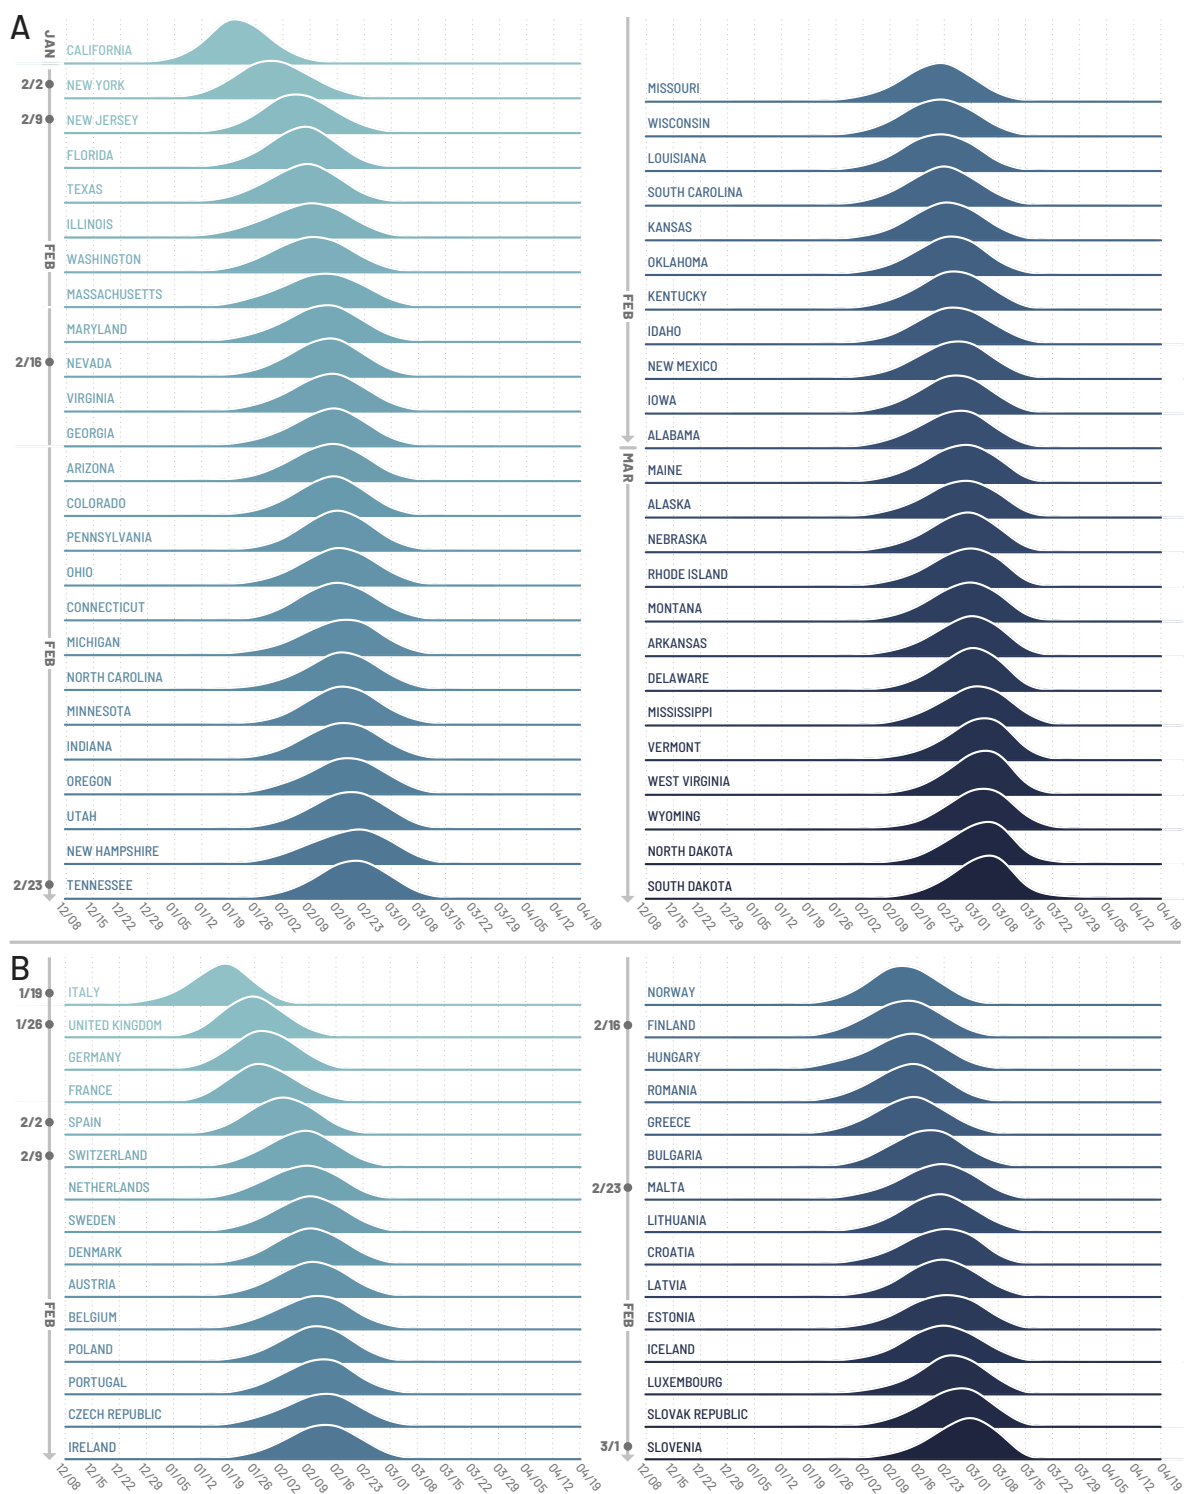 A
JAN
CALIFORNIA
2/2
NEW YORK
2/9
NEW JERSEY
FLORIDA
TEXAS
ILLINOIS
FEB
WASHINGTON
MASSACHUSETTS
MARYLAND
2/16
NEVADA
VIRGINIA
GEORGIA
ARIZONA
COLORADO
PENNSYLVANIA
OHIO
CONNECTICUT
FEB
MICHIGAN
NORTH CAROLINA
MINNESOTA
INDIANA
OREGON
UTAH
NEW HAMPSHIRE
2/23
TENNESSEE
12/08 12/15 12/22 12/29 01/05 01/12 01/19 01/26 02/02 02/09 02/16 02/23 03/01 03/08 03/15 03/22 03/29 04/05 04/12 04/19
MISSOURI
WISCONSIN
LOUISIANA
SOUTH CAROLINA
KANSAS
OKLAHOMA
KENTUCKY
FEB
IDAHO
NEW MEXICO
IOWA
ALABAMA
MAR
MAINE
ALASKA
NEBRASKA
RHODE ISLAND
MONTANA
ARKANSAS
DELAWARE
MISSISSIPPI
VERMONT
WEST VIRGINIA
WYOMING
NORTH DAKOTA
SOUTH DAKOTA
12/08 12/15 12/22 12/29 01/05 01/12 01/19 01/26 02/02 02/09 02/16 02/23 03/01 03/08 03/15 03/22 03/29 04/05 04/12 04/19
B
1/19
ITALY
1/26
UNITED KINGDOM
GERMANY
FRANCE
2/2
SPAIN
2/9
SWITZERLAND
NETHERLANDS
SWEDEN
DENMARK
AUSTRIA
FEB
BELGIUM
POLAND
PORTUGAL
CZECH REPUBLIC
IRELAND
12/08 12/15 12/22 12/29 01/05 01/12 01/19 01/26 02/02 02/09 02/16 02/23 03/01 03/08 03/15 03/22 03/29 04/05 04/12 04/19
NORWAY
2/16
FINLAND
HUNGARY
ROMANIA
GREECE
BULGARIA
2/23
MALTA
LITHUANIA
CROATIA
LATVIA
FEB
ESTONIA
ICELAND
LUXEMBOURG
SLOVAK REPUBLIC
3/1
SLOVENIA
12/08 12/15 12/22 12/29 01/05 01/12 01/19 01/26 02/02 02/09 02/16 02/23 03/01 03/08 03/15 03/22 03/29 04/05 04/12 04/19